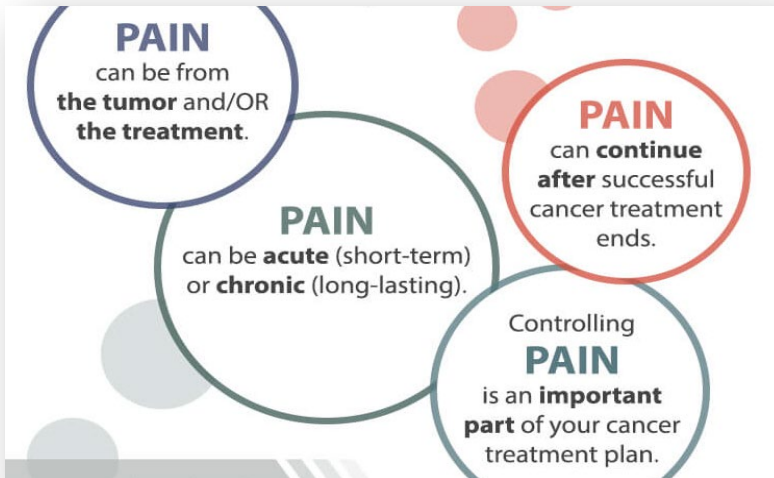 PAIN
can be from
the tumor and/OR
the treatment.
PAIN
can be acute (short-term)
or chronic (long-lasting).
PAIN
can continue
after successful
cancer treatment
ends.
Controlling
PAIN
is an important
part of your cancer
treatment plan.